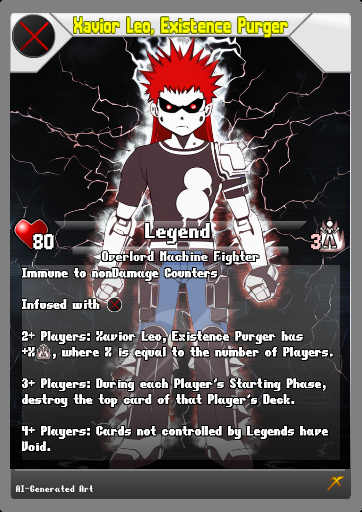 Xavior Leo, Existence Purger
Legend
80
3
Overlord Machine Fighter
Immune to nonDamage Counters
Infused with
2+ Players: Xavior Leo, Existence Purger has
+X, where X is equal to the number of Players.
3+ Players: During each Player's Starting Phase,
destroy the top card of that Player's Deck.
4+ Players: Cards not controlled by Legends have
Void.
AI-Generated Art